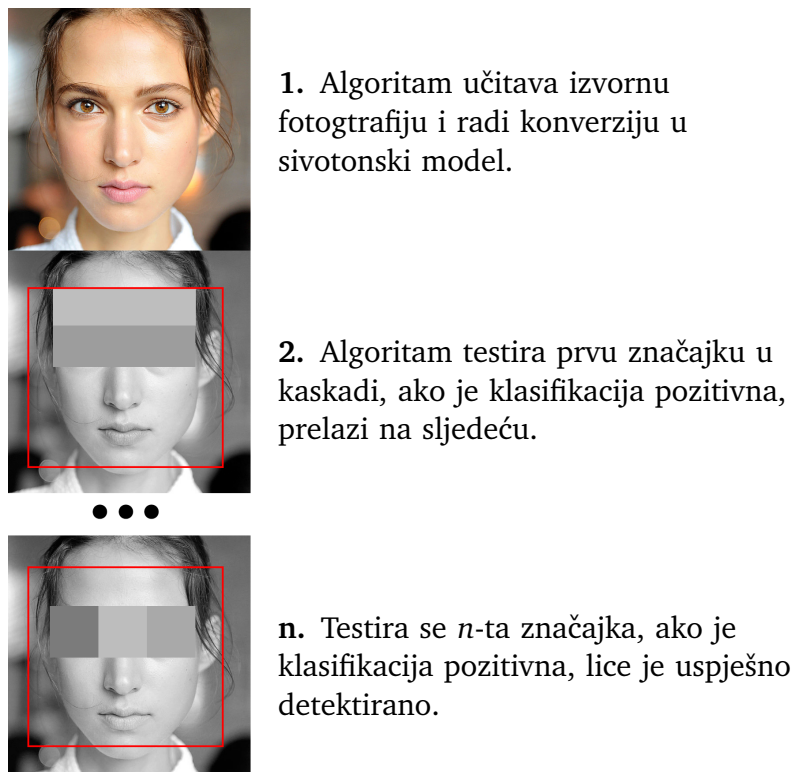 1. Algoritam učitava izvornu
fotogtrafiju i radi konverziju u
sivotonski model.
2. Algoritam testira prvu značajku u
kaskadi, ako je klasifikacija pozitivna,
prelazi na sljedeću.
n. Testira se n-ta značajka, ako je
klasifikacija pozitivna, lice je uspješno
detektirano.